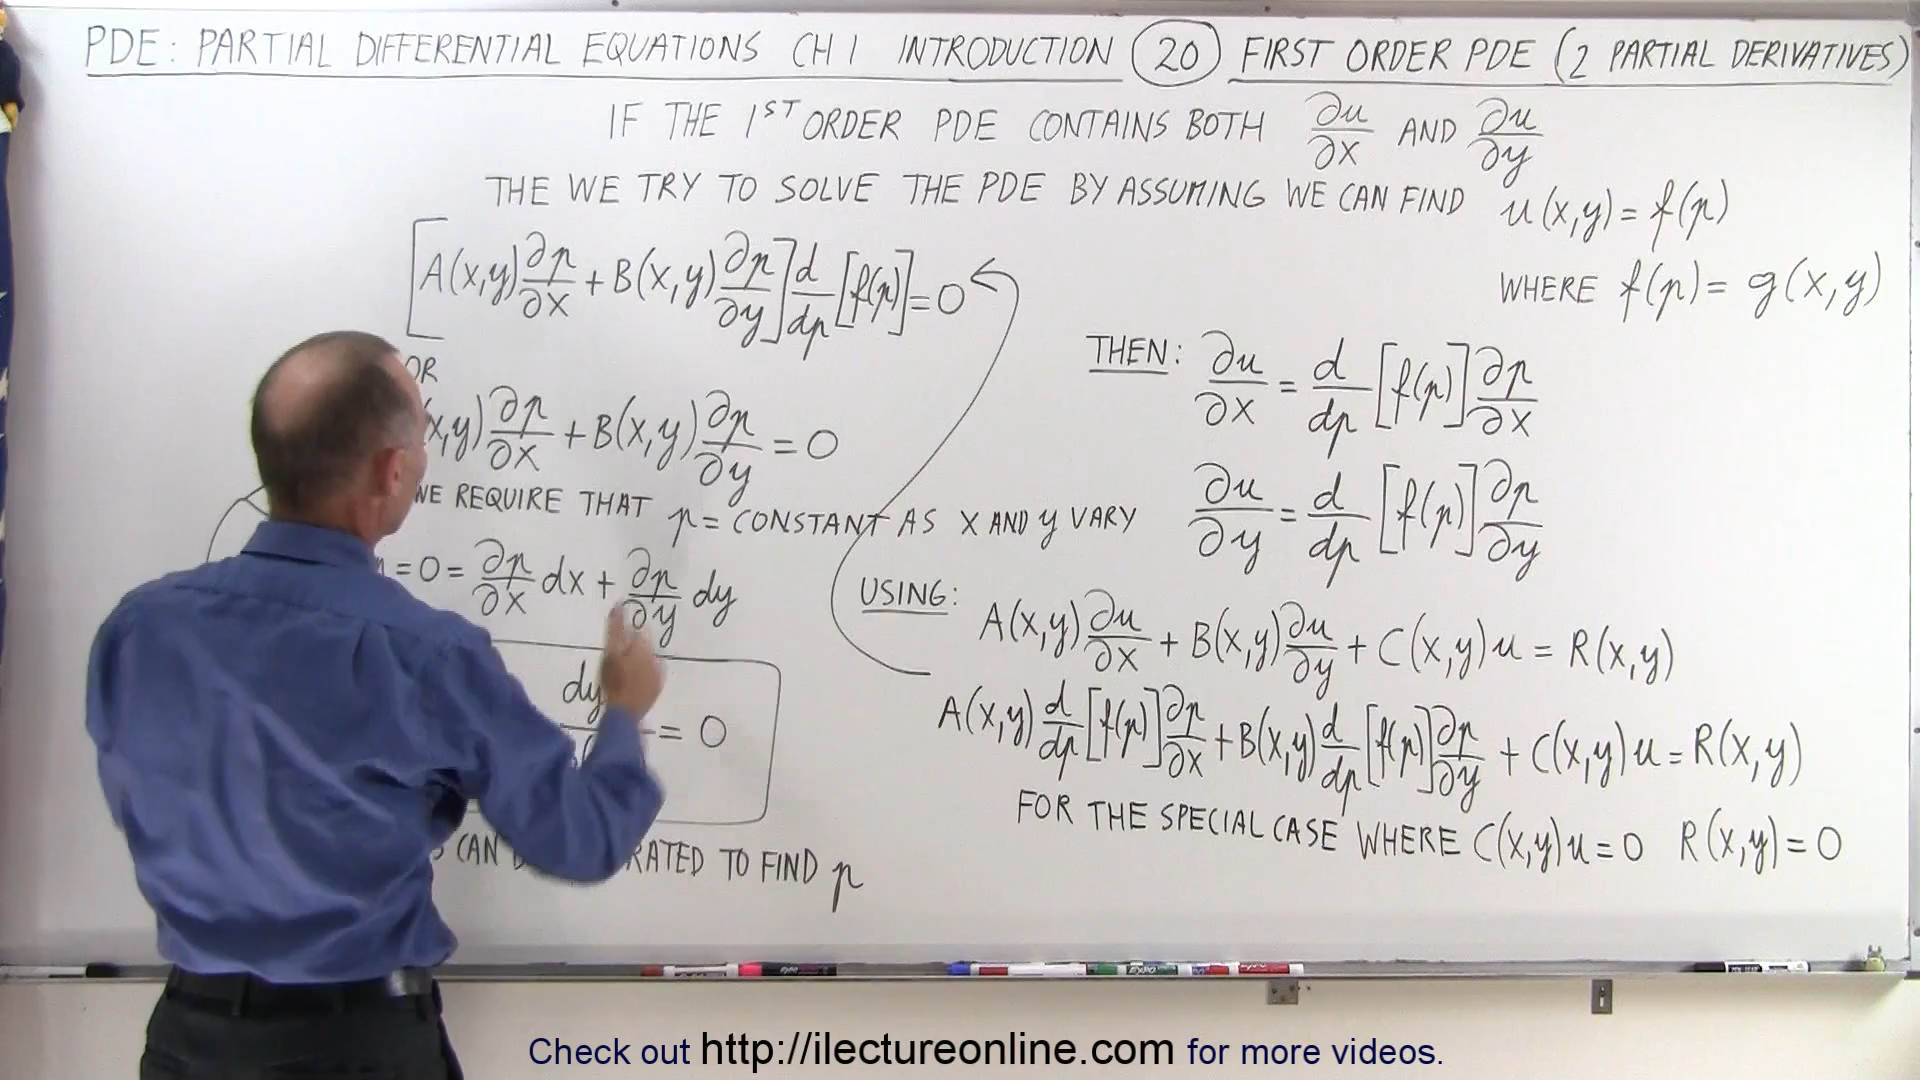 PDE: PARTIAL DIFFERENTIAL EQUATIONS CH 1 INTRODUCTION 20 FIRST ORDER PDE (2 PARTIAL DERIVATIVES)
IF THE 1ST ORDER PDE CONTAINS BOTH ∂u/∂x AND ∂u/∂y
THE WE TRY TO SOLVE THE PDE BY ASSUMING WE CAN FIND u(x,y) = f(p)
WHERE f(p) = g(x,y)
[A(x,y) ∂p/∂x + B(x,y) ∂p/∂y] d/dp [f(p)] = 0
OR
x,y) ∂p/∂x + B(x,y) ∂p/∂y = 0
WE REQUIRE THAT p = CONSTANT AS x AND y VARY
= 0 = ∂p/∂x dx + ∂p/∂y dy
dy = 0
CAN TO FIND p
THEN: ∂u/∂x = d/dp [f(p)] ∂p/∂x
∂u/∂y = d/dp [f(p)] ∂p/∂y
USING: A(x,y) ∂u/∂x + B(x,y) ∂u/∂y + C(x,y)u = R(x,y)
A(x,y) d/dp [f(p)] ∂p/∂x + B(x,y) d/dp [f(p)] ∂p/∂y + C(x,y)u = R(x,y)
FOR THE SPECIAL CASE WHERE C(x,y)u = 0 R(x,y) = 0
Check out http://ilectureonline.com for more videos.